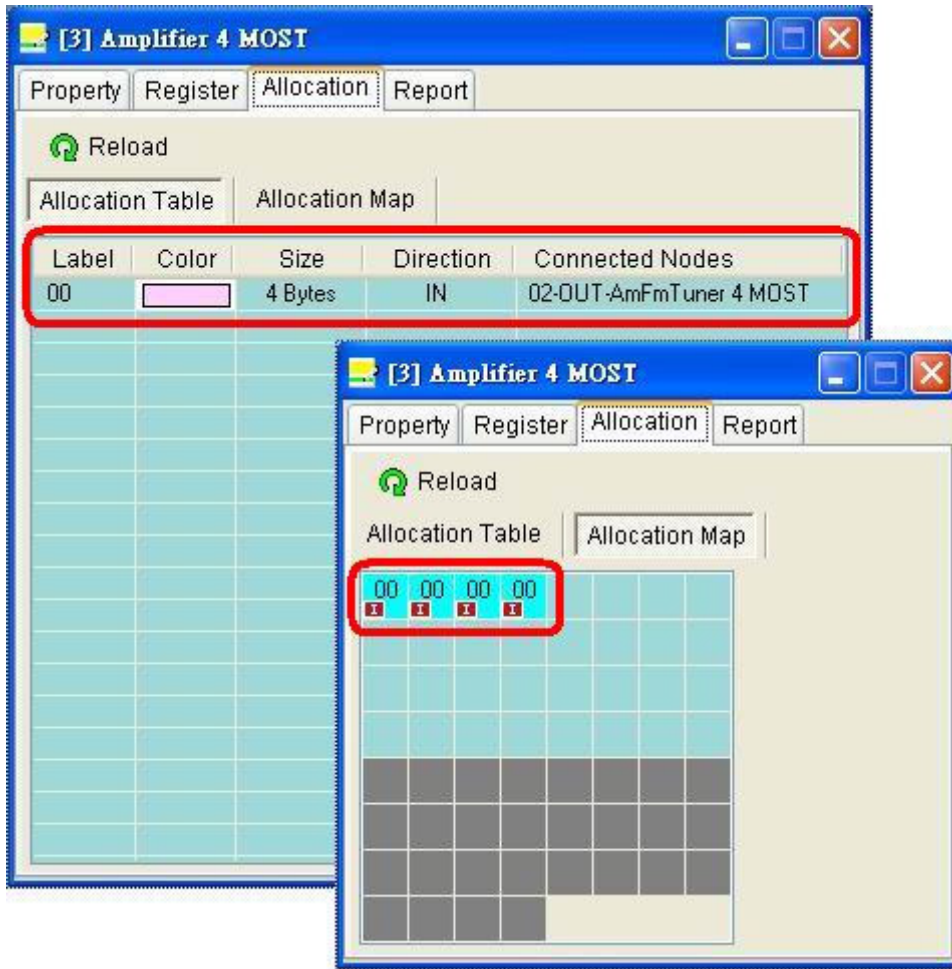 [3] Amplifier 4 MOST
Property Register Allocation Report
Reload
Allocation Table Allocation Map
Label Color Size Direction Connected Nodes
00 4 Bytes IN 02-OUT-AmFmTuner 4 MOST
[3] Amplifier 4 MOST
Property Register Allocation Report
Reload
Allocation Table Allocation Map
00 00 00 00
I I I I